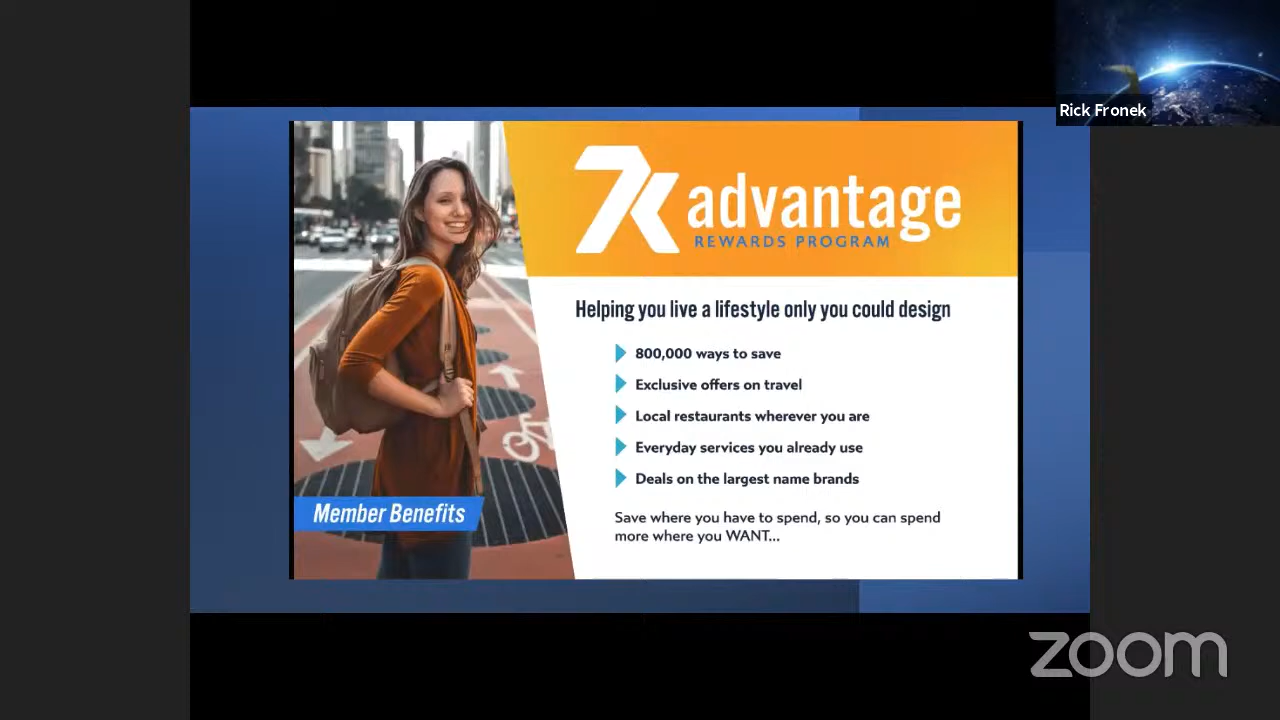 Rick Fronek
7k advantage
REWARDS PROGRAM
Helping you live a lifestyle only you could design
800,000 ways to save
Exclusive offers on travel
Local restaurants wherever you are
Everyday services you already use
Deals on the largest name brands
Member Benefits
Save where you have to spend, so you can spend
more where you WANT...
zoom